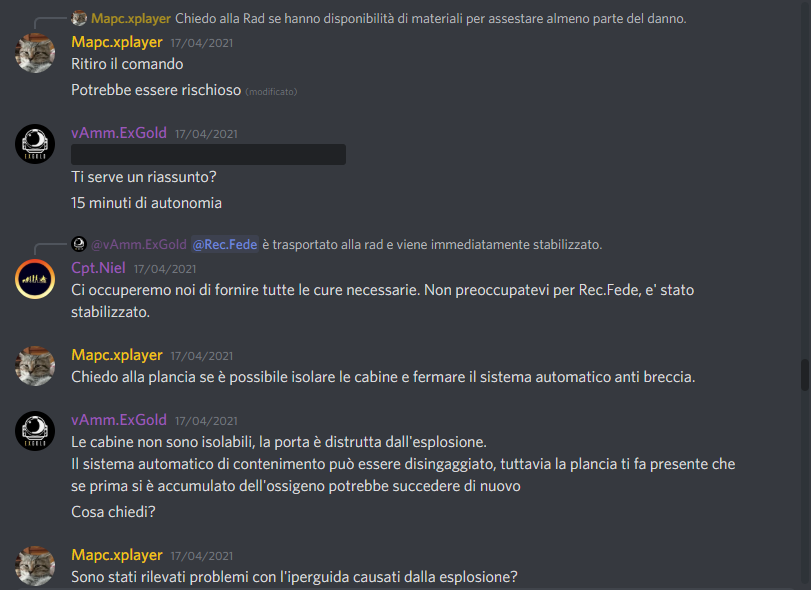 Mapc.xplayer Chiedo alla Rad se hanno disponibilità di materiali per assestare almeno parte del danno.
Mapc.xplayer 17/04/2021
Ritiro il comando
Potrebbe essere rischioso (modificato)
vAmm.ExGold 17/04/2021
Ti serve un riassunto?
15 minuti di autonomia
@vAmm.ExGold @Rec.Fede è trasportato alla rad e viene immediatamente stabilizzato.
Cpt.Niel 17/04/2021
Ci occuperemo noi di fornire tutte le cure necessarie. Non preoccupatevi per Rec.Fede, e' stato
stabilizzato.
Mapc.xplayer 17/04/2021
Chiedo alla plancia se è possibile isolare le cabine e fermare il sistema automatico anti breccia.
vAmm.ExGold 17/04/2021
Le cabine non sono isolabili, la porta è distrutta dall'esplosione.
Il sistema automatico di contenimento può essere disingaggiato, tuttavia la plancia ti fa presente che
se prima si è accumulato dell'ossigeno potrebbe succedere di nuovo
Cosa chiedi?
Mapc.xplayer 17/04/2021
Sono stati rilevati problemi con l'iperguida causati dalla esplosione?